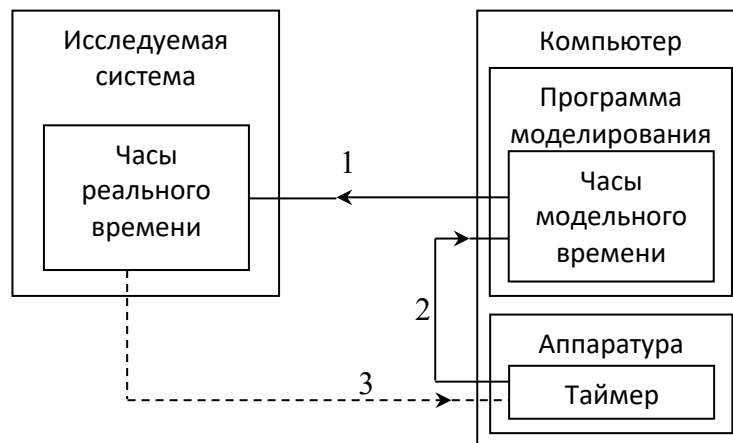 Исследуемая
система
Часы
реального
времени
1
2
3
Компьютер
Программа
моделирования
Часы
модельного
времени
Аппаратура
Таймер